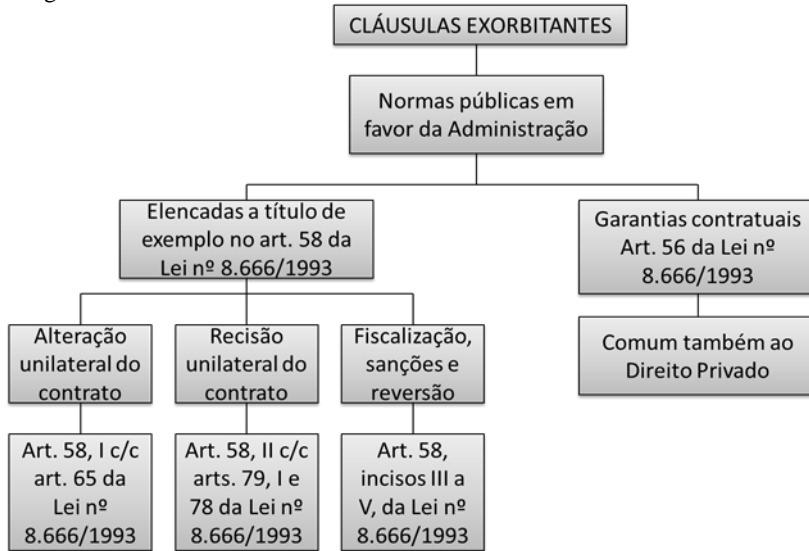 CLÁUSULAS EXORBITANTES
Normas públicas em
favor da Administração
Elencadas a título de
exemplo no art. 58 da
Lei nº 8.666/1993
Garantias contratuais
Art. 56 da Lei nº
8.666/1993
Alteração
unilateral do
contrato
Recisão
unilateral do
contrato
Fiscalização,
sanções e
reversão
Comum também ao
Direito Privado
Art. 58, I c/c
art. 65 da
Lei nº
8.666/1993
Art. 58, II c/c
arts. 79, I e
78 da Lei nº
8.666/1993
Art. 58,
incisos III a
V, da Lei nº
8.666/1993